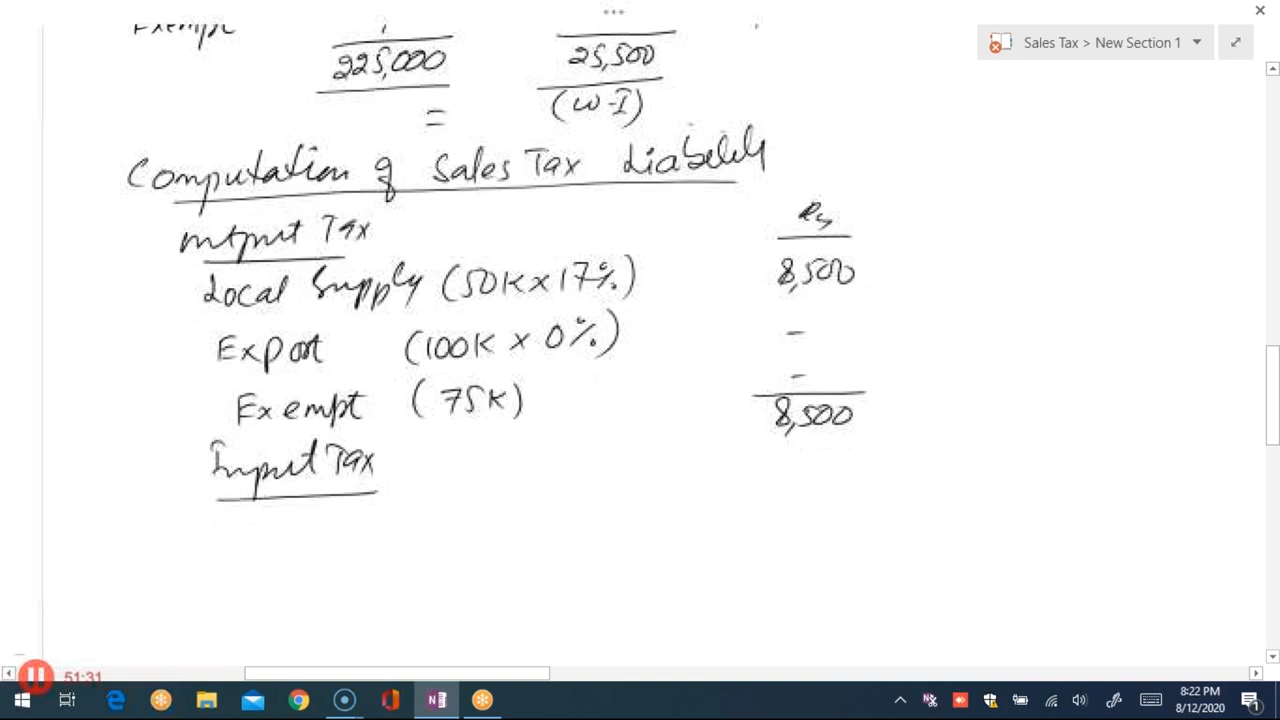 Sales Tax > New Section 1
Exempt
225,000 25,500
= (W-I)
Computation of Sales Tax Liability
Output Tax Rs
Local Supply (50K x 17%) 8,500
Export (100K x 0%) -
Exempt (75K) -
8,500
Input Tax
51:31
8:22 PM
8/12/2020
1